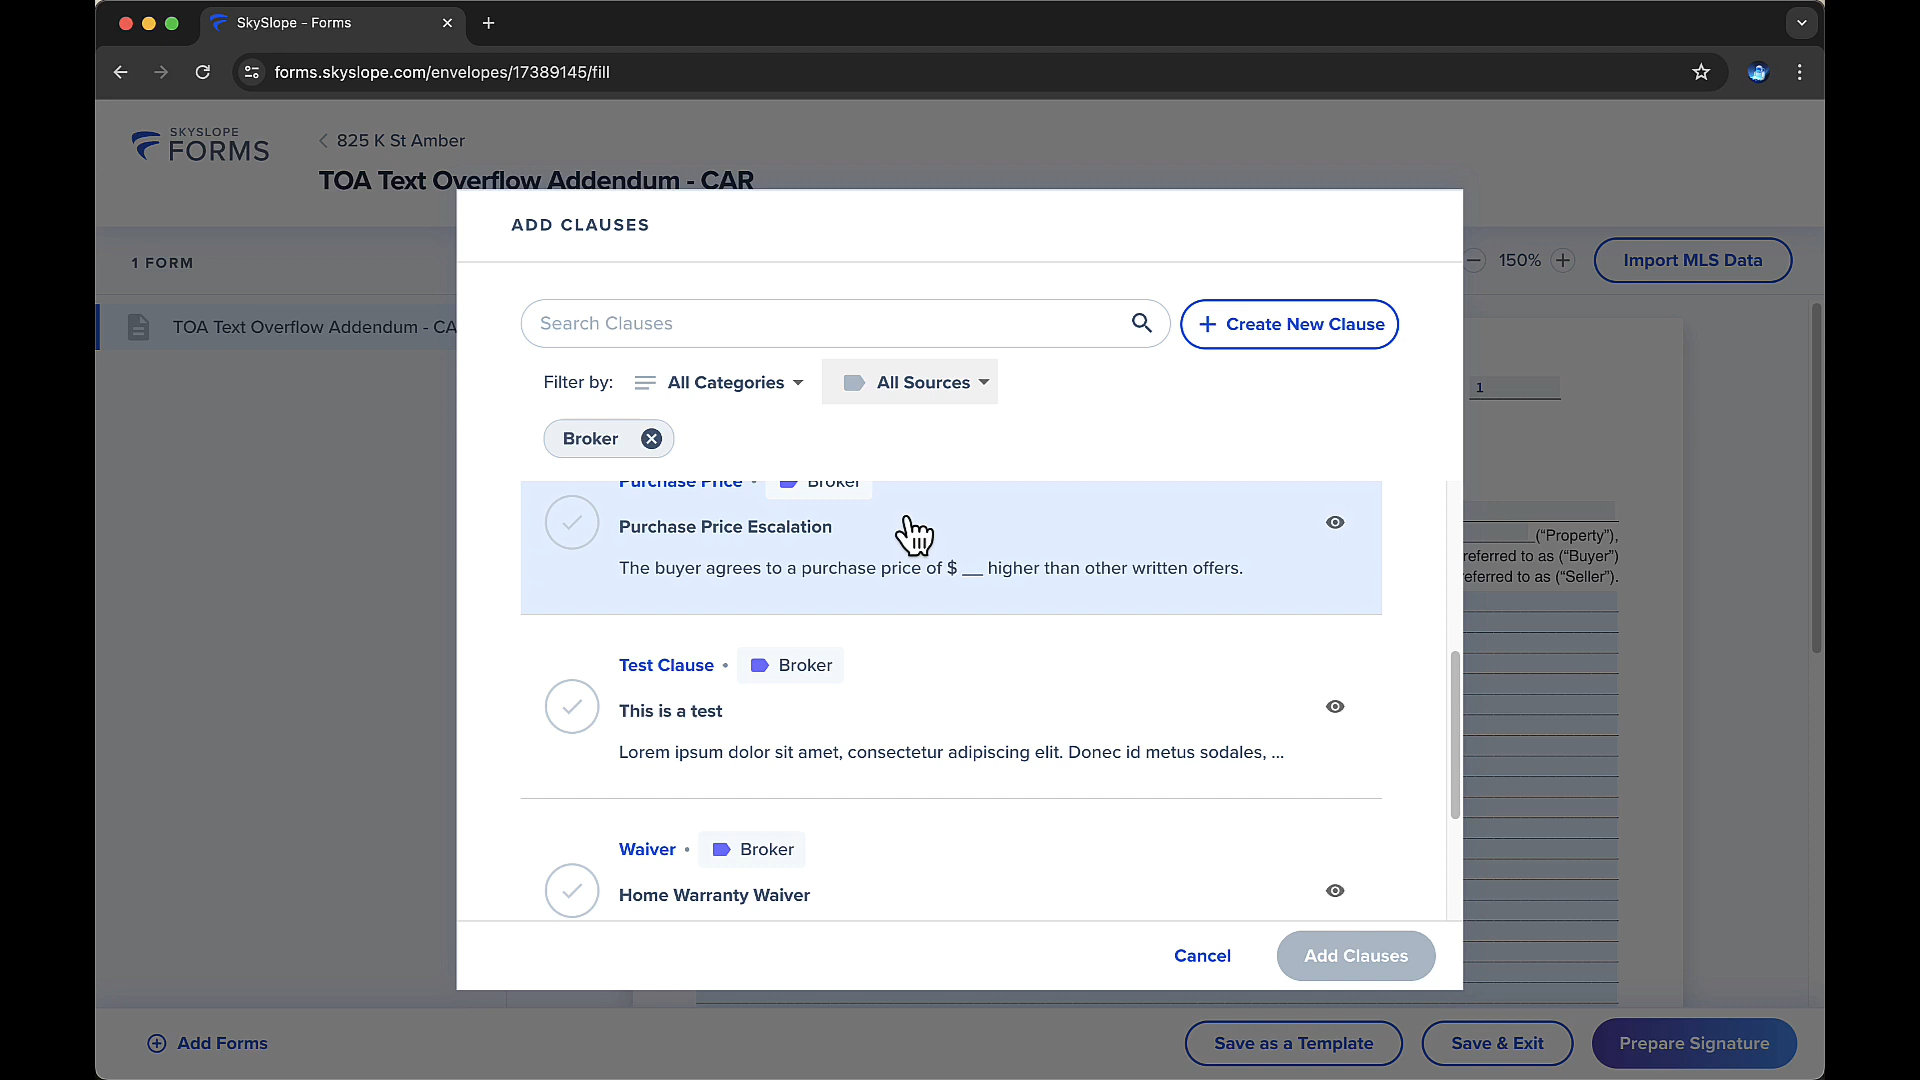 SkySlope - Forms
forms.skyslope.com/envelopes/17389145/fill
SKYSLOPE
FORMS
825 K St Amber
TOA Text Overflow Addendum - CAR
1 FORM
150%
Import MLS Data
TOA Text Overflow Addendum - CA
ADD CLAUSES
Search Clauses
Create New Clause
Filter by:
All Categories
All Sources
Broker
1
Purchase Price • Broker
Purchase Price Escalation
The buyer agrees to a purchase price of $ __ higher than other written offers.
Test Clause • Broker
This is a test
Lorem ipsum dolor sit amet, consectetur adipiscing elit. Donec id metus sodales, ...
Waiver • Broker
Home Warranty Waiver
(“Property”),
referred to as (“Buyer”)
eferred to as (“Seller”).
Cancel
Add Clauses
Add Forms
Save as a Template
Save & Exit
Prepare Signature